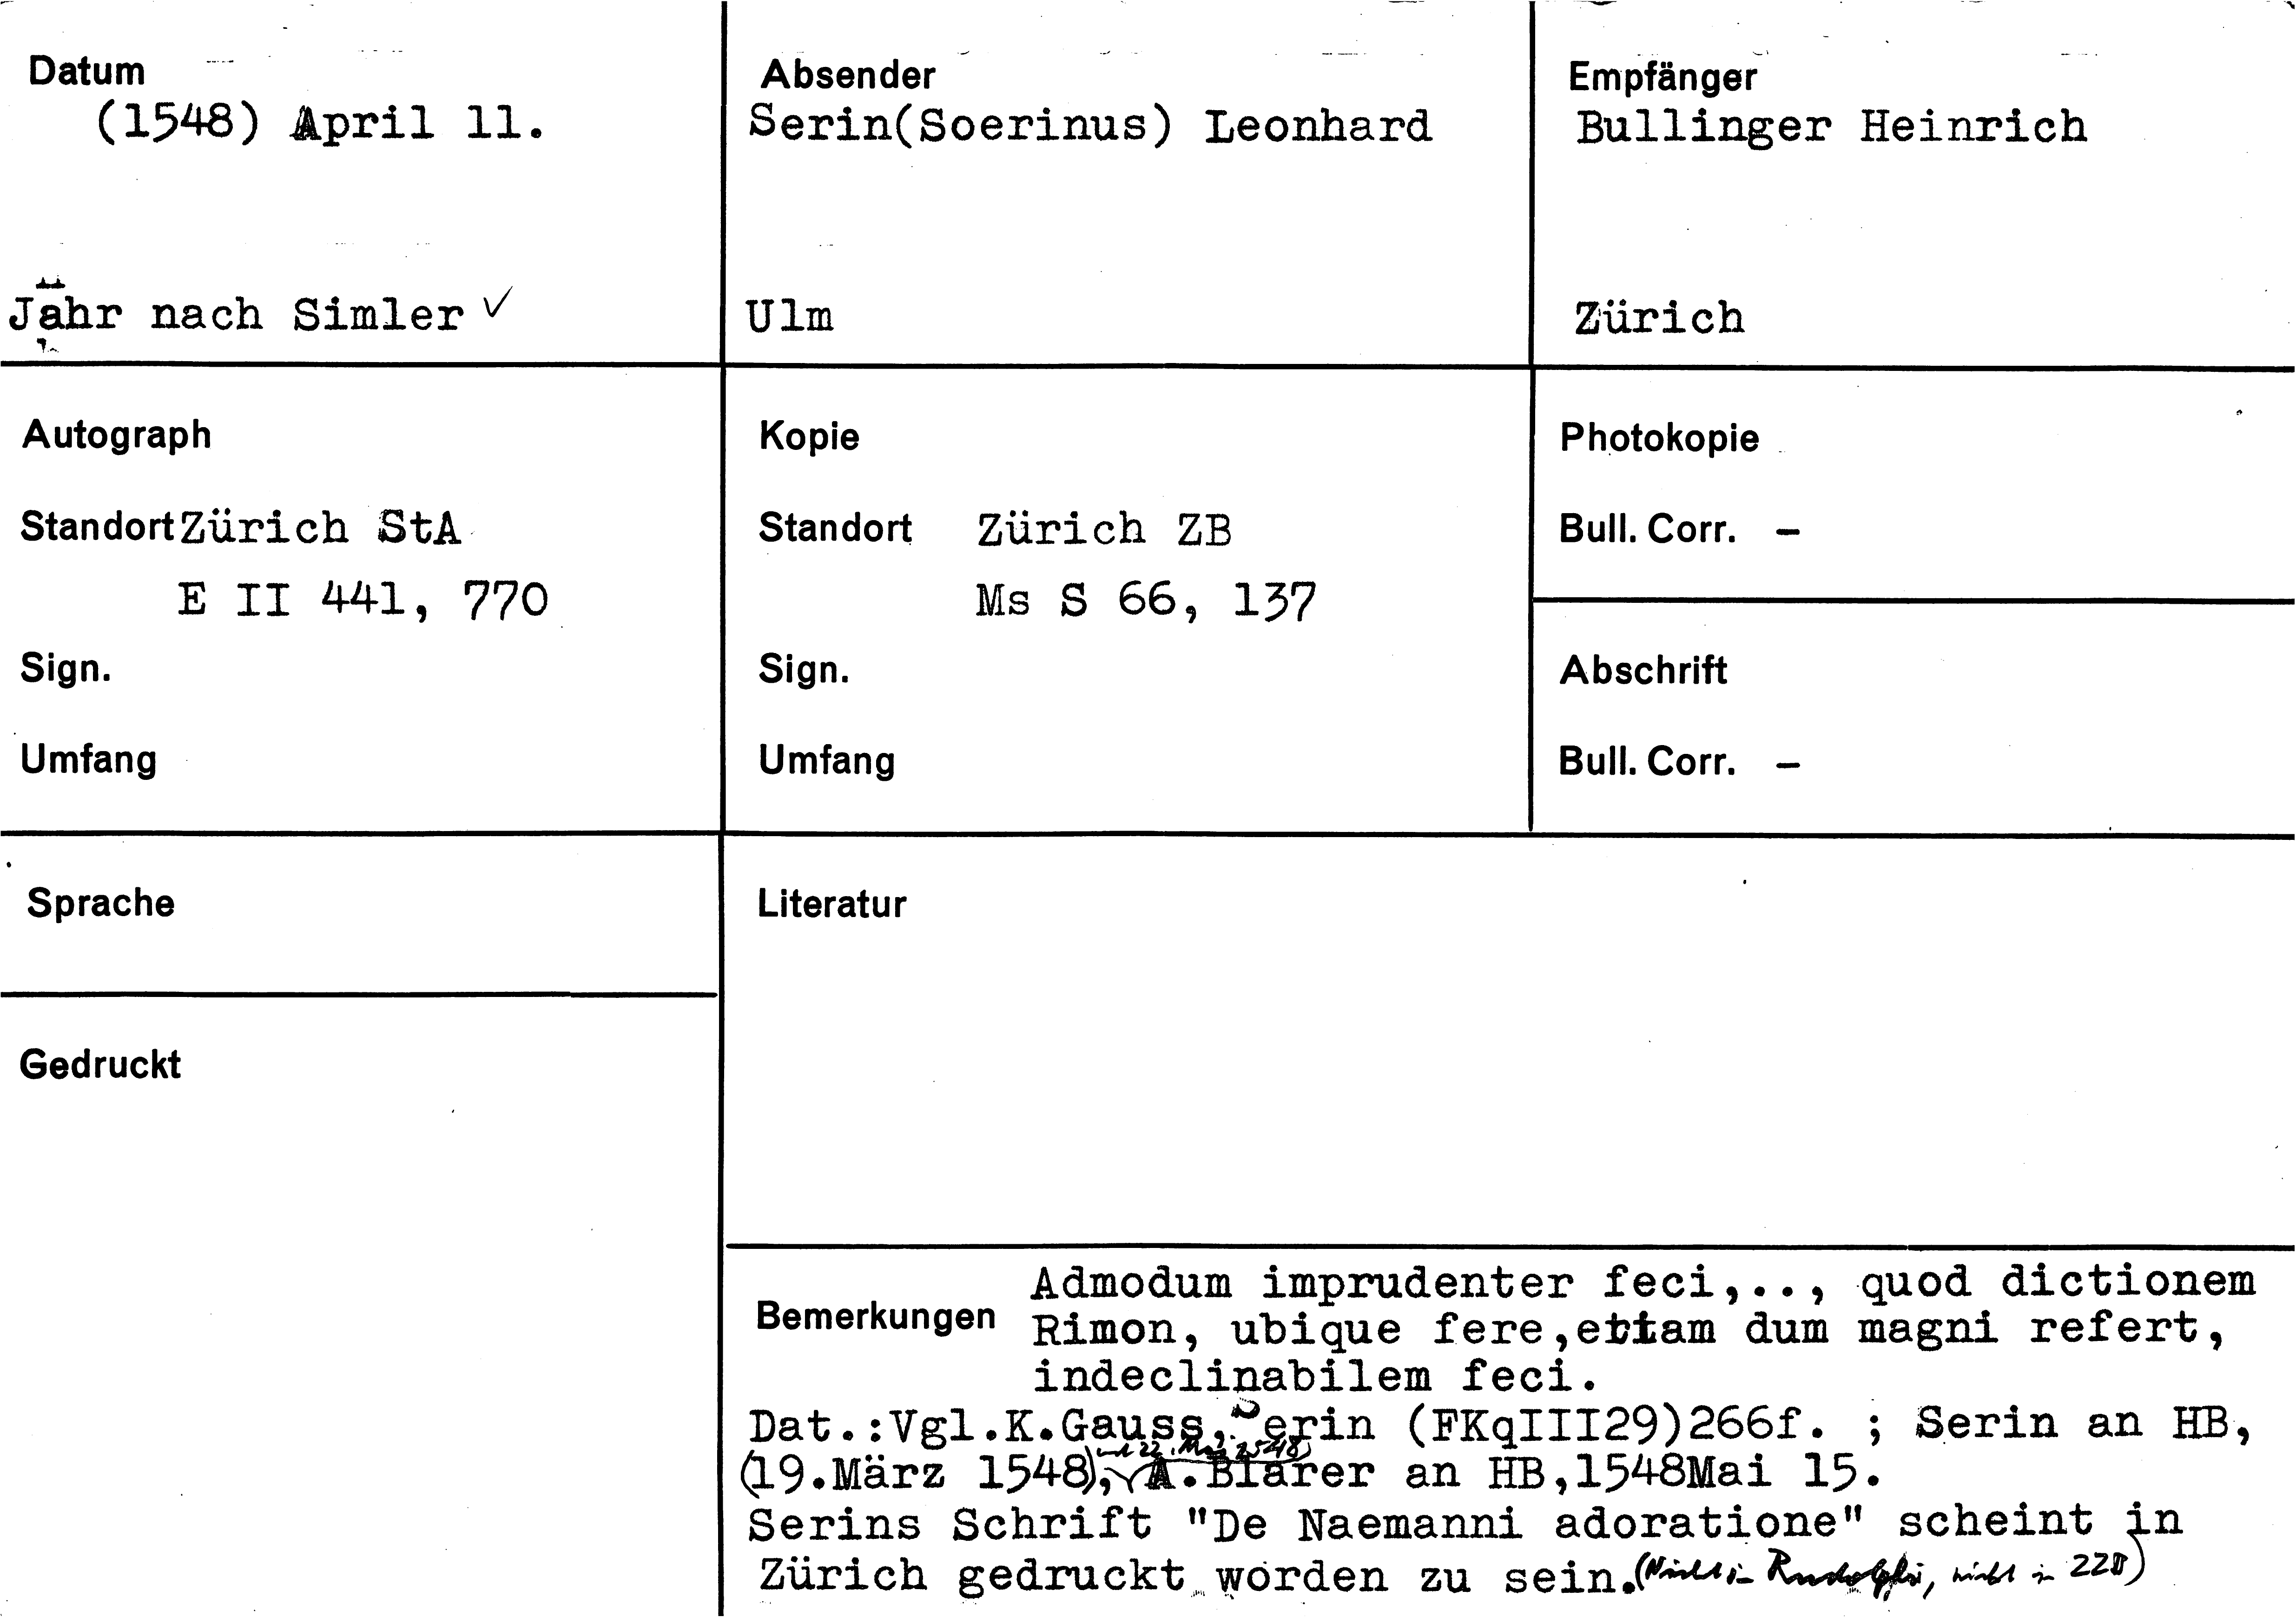 Datum
(1548) April 11.
Jahr nach Simler ✓
Absender
Serin(Soerinus) Leonhard
Ulm
Empfänger
Bullinger Heinrich
Zürich
Autograph
Standort Zürich StA
E II 441, 770
Sign.
Umfang
Kopie
Standort Zürich ZB
Ms S 66, 137
Sign.
Umfang
Photokopie
Bull. Corr. -
Abschrift
Bull. Corr. -
Sprache
Gedruckt
Literatur
Bemerkungen
Admodum imprudenter feci,.., quod dictionem
Rimon, ubique fere,etiam dum magni refert,
indeclinabilem feci.
Dat.:Vgl.K.Gauss, Serin (FKqIII29)266f. ; Serin an HB,
und 22. Mai 1548)
(19.März 1548), A.Blarer an HB,1548Mai 15.
Serins Schrift "De Naemanni adoratione" scheint in
Zürich gedruckt worden zu sein. (Nicht in Rudolphi, nicht in